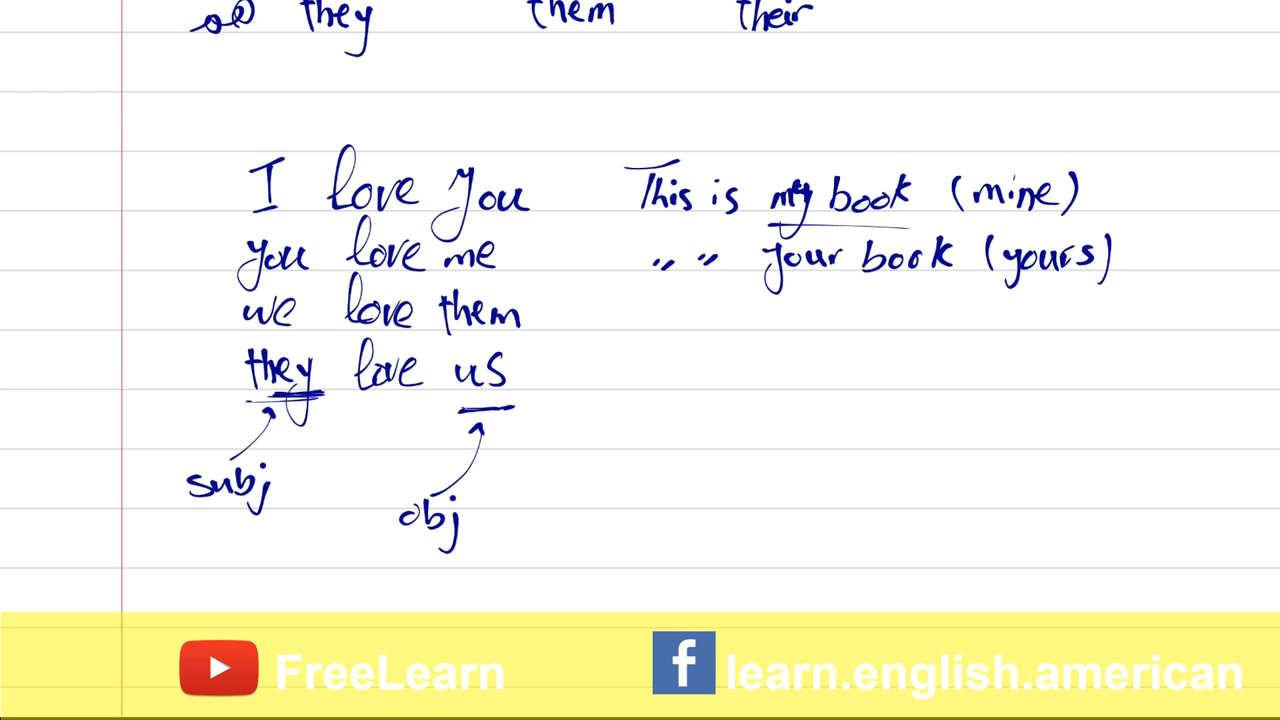 they them their
I love you This is my book (mine)
you love me " " your book (yours)
we love them
they love us
subj
obj
FreeLearn learn.english.american